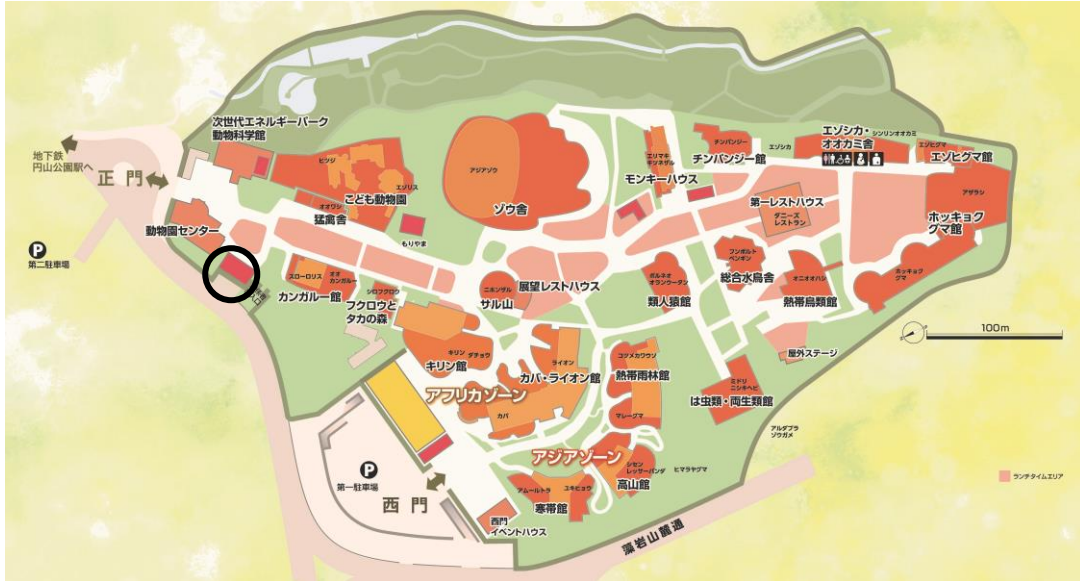 次世代エネルギーパーク
動物科学館
地下鉄
円山公園駅へ
正門
動物園センター
P
第二駐車場
ヒツジ
エゾリス
こども動物園
オオワシ
猛禽舎
もりやま
アジアゾウ
ゾウ舎
エリマキ
キツネザル
モンキーハウス
チンパンジー
チンパンジー館
エゾシカ
エゾシカ・
オオカミ舎
シンリンオオカミ
エゾヒグマ
エゾヒグマ館
アザラシ
ホッキョク
グマ館
ホッキョク
グマ
第一レストハウス
ダニーズ
レストラン
スローロリス
オオ
カンガルー
カンガルー館
シロフクロウ
フクロウと
タカの森
ニホンザル
サル山
展望レストハウス
ボルネオ
オランウータン
類人猿館
フンボルト
ペンギン
総合水鳥舎
オニオオハシ
熱帯鳥類館
屋外ステージ
100m
キリン
ダチョウ
キリン館
ライオン
カバ・ライオン館
カバ
アフリカゾーン
コツメカワウソ
熱帯雨林館
マレーグマ
ミドリ
ニシキヘビ
は虫類・両生類館
アルダブラ
ゾウガメ
アジアゾーン
シセン
レッサーパンダ
高山館
ヒマラヤグマ
アムールトラ
ユキヒョウ
寒帯館
P
第一駐車場
西門
西門
イベントハウス
藻岩山麓通
ランチタイムエリア